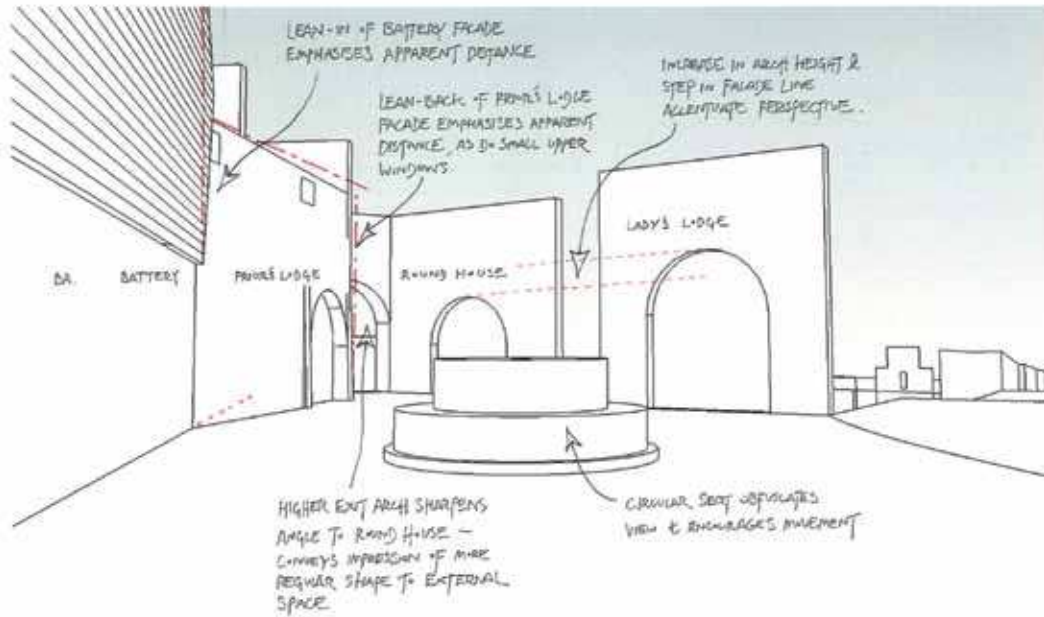 LEAN-IN OF BATTERY FACADE
EMPHASISES APPARENT DISTANCE
LEAN-BACK OF PRIOR'S LODGE
FACADE EMPHASISES APPARENT
DISTANCE, AS DO SMALL UPPER
WINDOWS
INCREASE IN ARCH HEIGHT &
STEP IN FACADE LINE
ACCENTUATE PERSPECTIVE.
BA.
BATTERY
PRIOR'S LODGE
ROUND HOUSE
LADY'S LODGE
HIGHER EXIT ARCH SHARPENS
ANGLE TO ROUND HOUSE –
CONVEYS IMPRESSION OF MORE
REGULAR SHAPE TO EXTERNAL
SPACE
CIRCULAR SEAT OBFUSCATES
VIEW & ENCOURAGES MOVEMENT